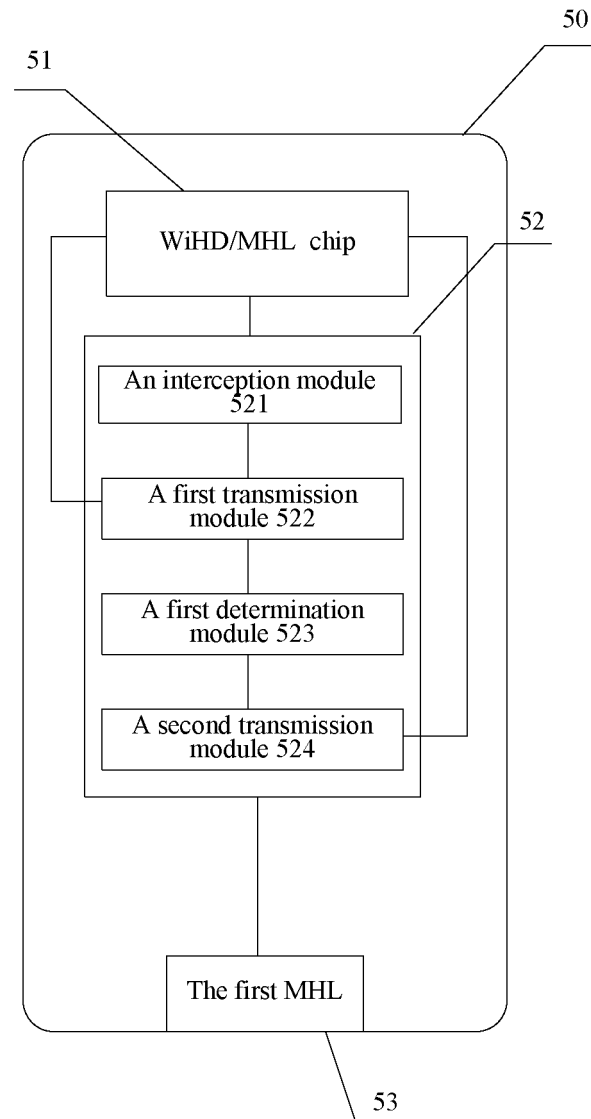 50
51
WiHD/MHL chip
52
An interception module
521
A first transmission
module 522
A first determination
module 523
A second transmission
module 524
The first MHL
53